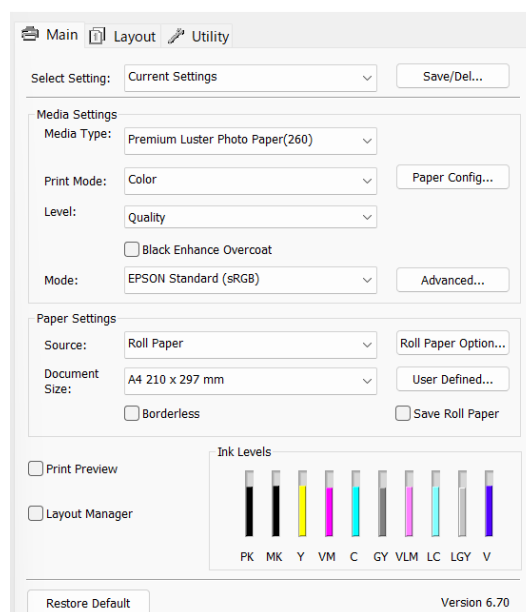 Main Layout Utility
Select Setting: Current Settings Save/Del...
Media Settings
Media Type: Premium Luster Photo Paper(260)
Print Mode: Color Paper Config...
Level: Quality
Black Enhance Overcoat
Mode: EPSON Standard (sRGB) Advanced...
Paper Settings
Source: Roll Paper Roll Paper Option...
Document
Size: A4 210 x 297 mm User Defined...
Borderless Save Roll Paper
Print Preview
Layout Manager
Ink Levels
PK MK Y VM C GY VLM LC LGY V
Restore Default Version 6.70